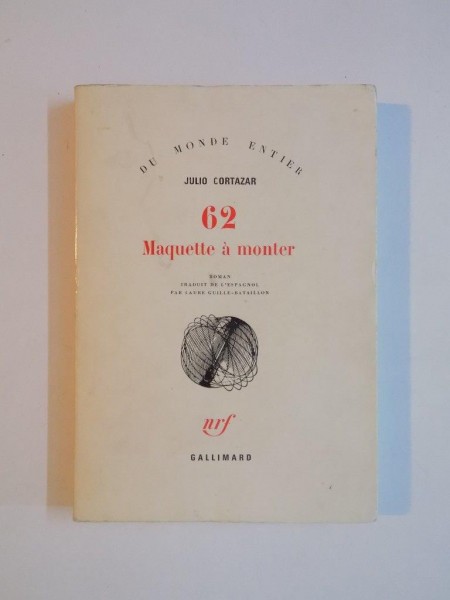 DU MONDE ENTIER
JULIO CORTAZAR
62
Maquette à monter
ROMAN
TRADUIT DE L'ESPAGNOL
PAR LAURE GUILLE-BATAILLON
nrf
GALLIMARD